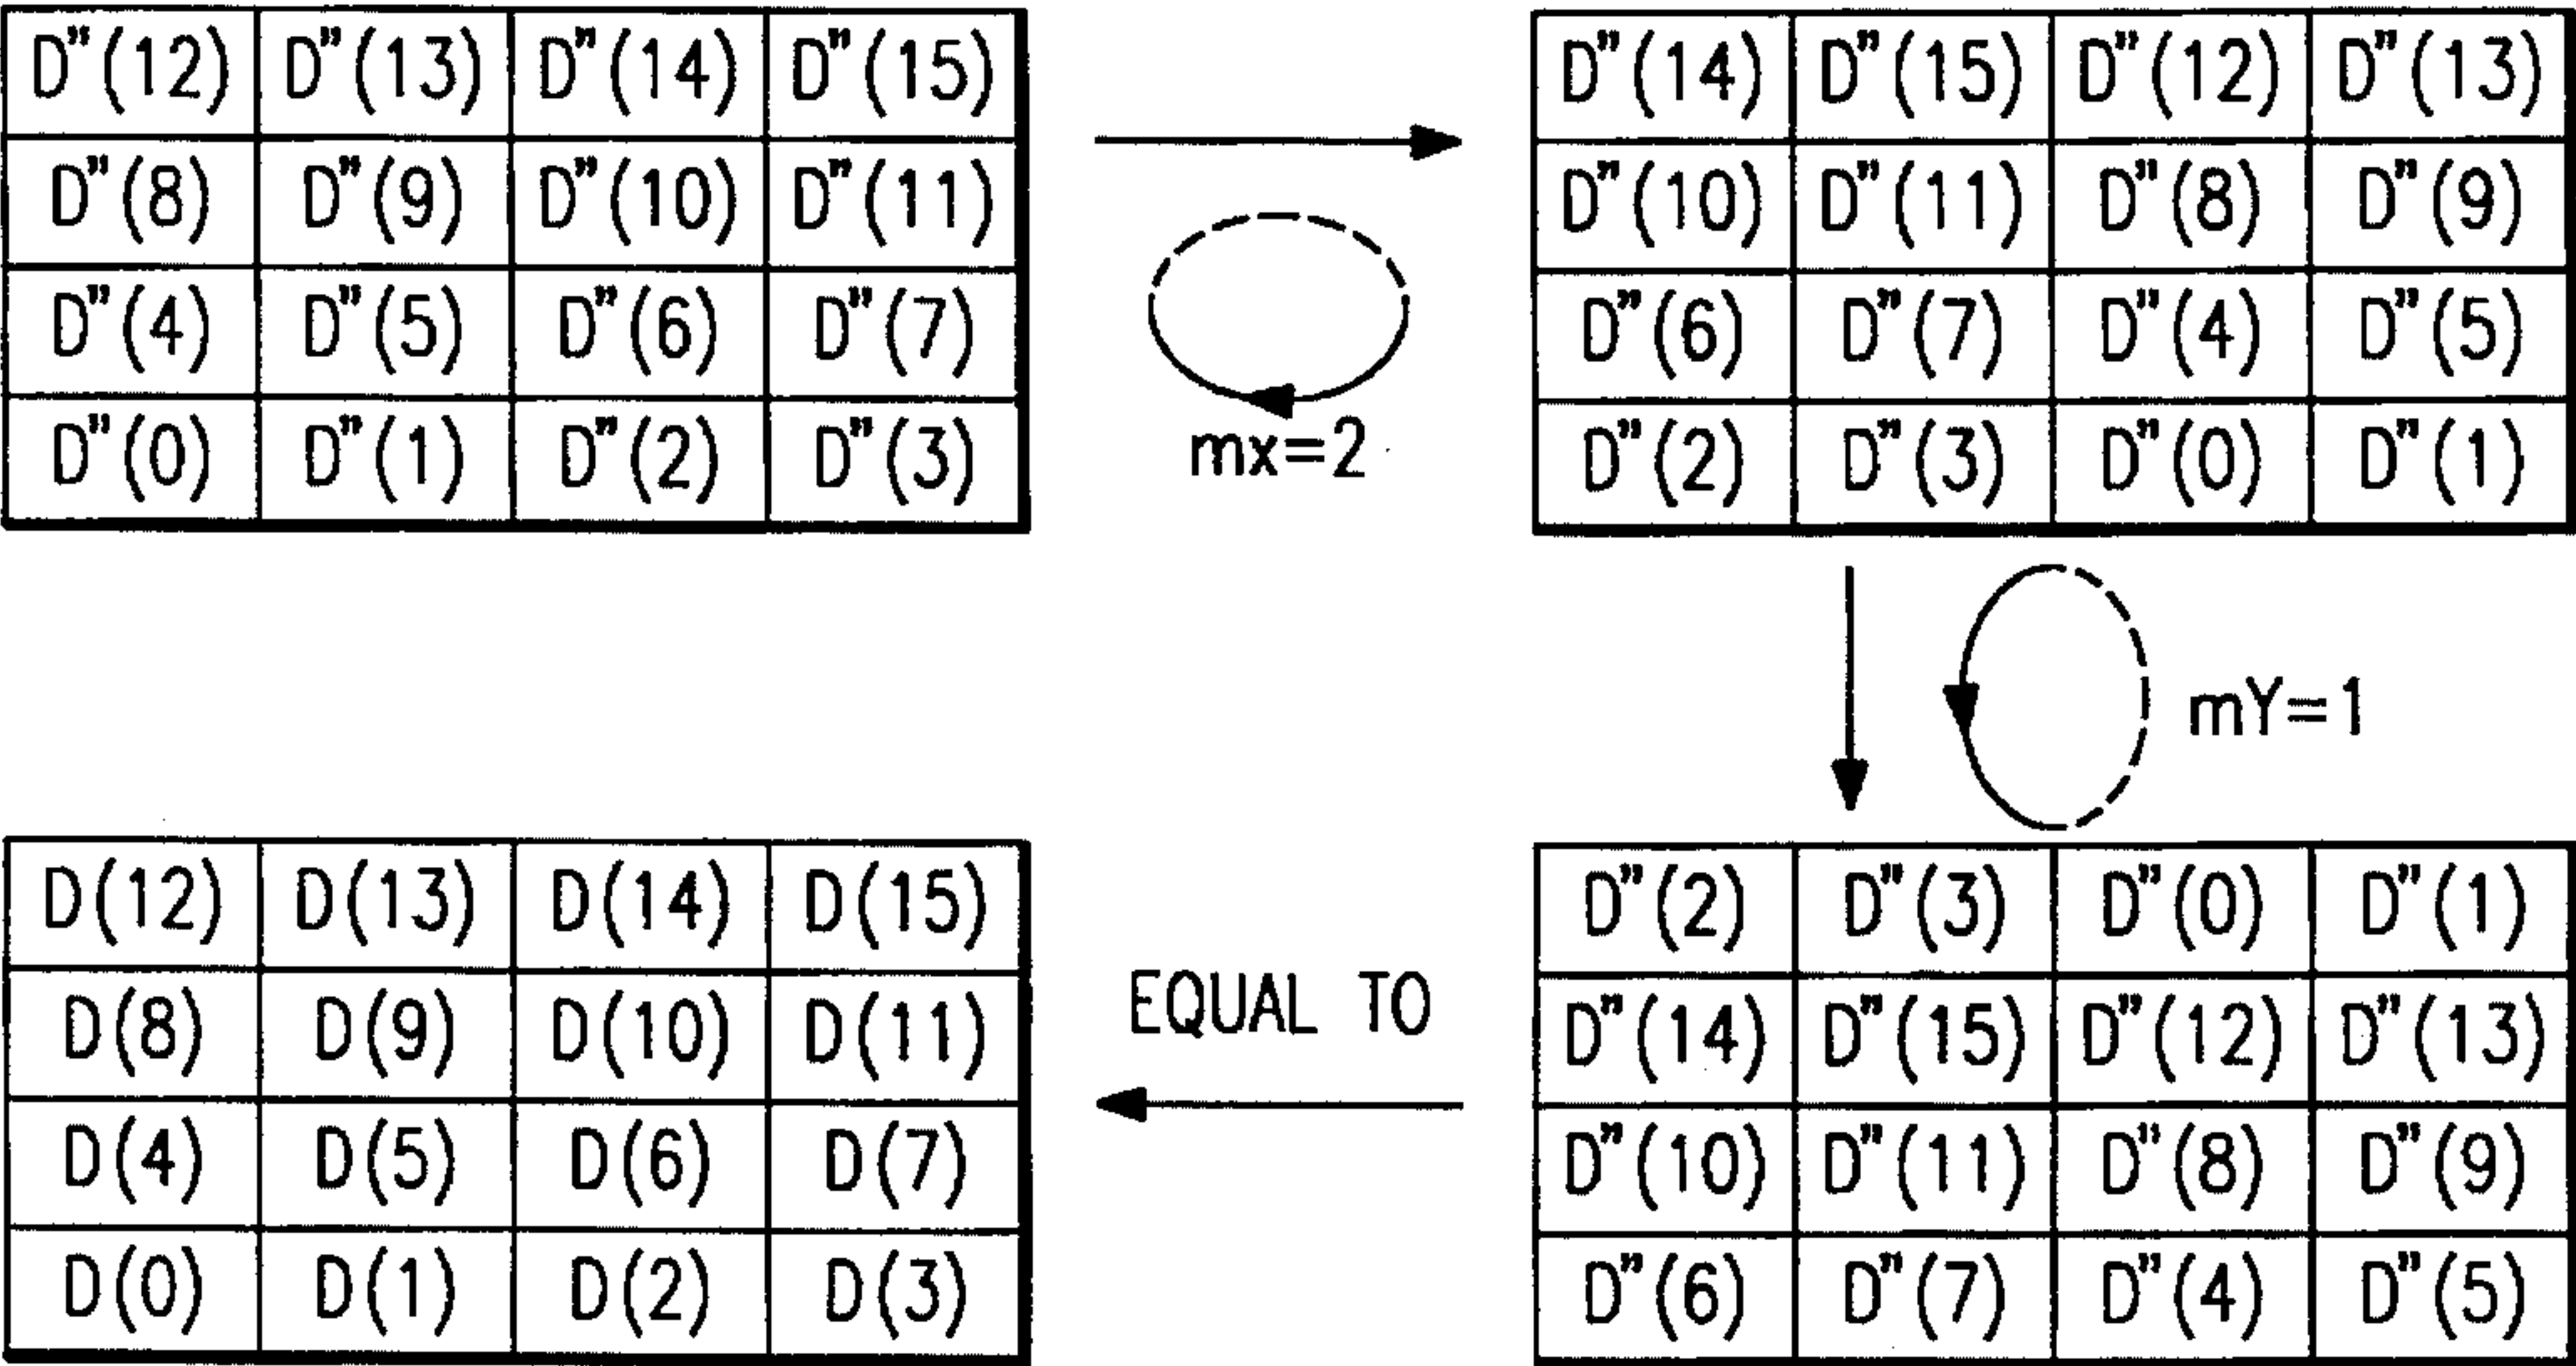 D"(12) D"(13) D"(14) D"(15)
D"(8) D"(9) D"(10) D"(11)
D"(4) D"(5) D"(6) D"(7)
D"(0) D"(1) D"(2) D"(3)
mx=2
D"(14) D"(15) D"(12) D"(13)
D"(10) D"(11) D"(8) D"(9)
D"(6) D"(7) D"(4) D"(5)
D"(2) D"(3) D"(0) D"(1)
mY=1
D(12) D(13) D(14) D(15)
D(8) D(9) D(10) D(11)
D(4) D(5) D(6) D(7)
D(0) D(1) D(2) D(3)
EQUAL TO
D"(2) D"(3) D"(0) D"(1)
D"(14) D"(15) D"(12) D"(13)
D"(10) D"(11) D"(8) D"(9)
D"(6) D"(7) D"(4) D"(5)